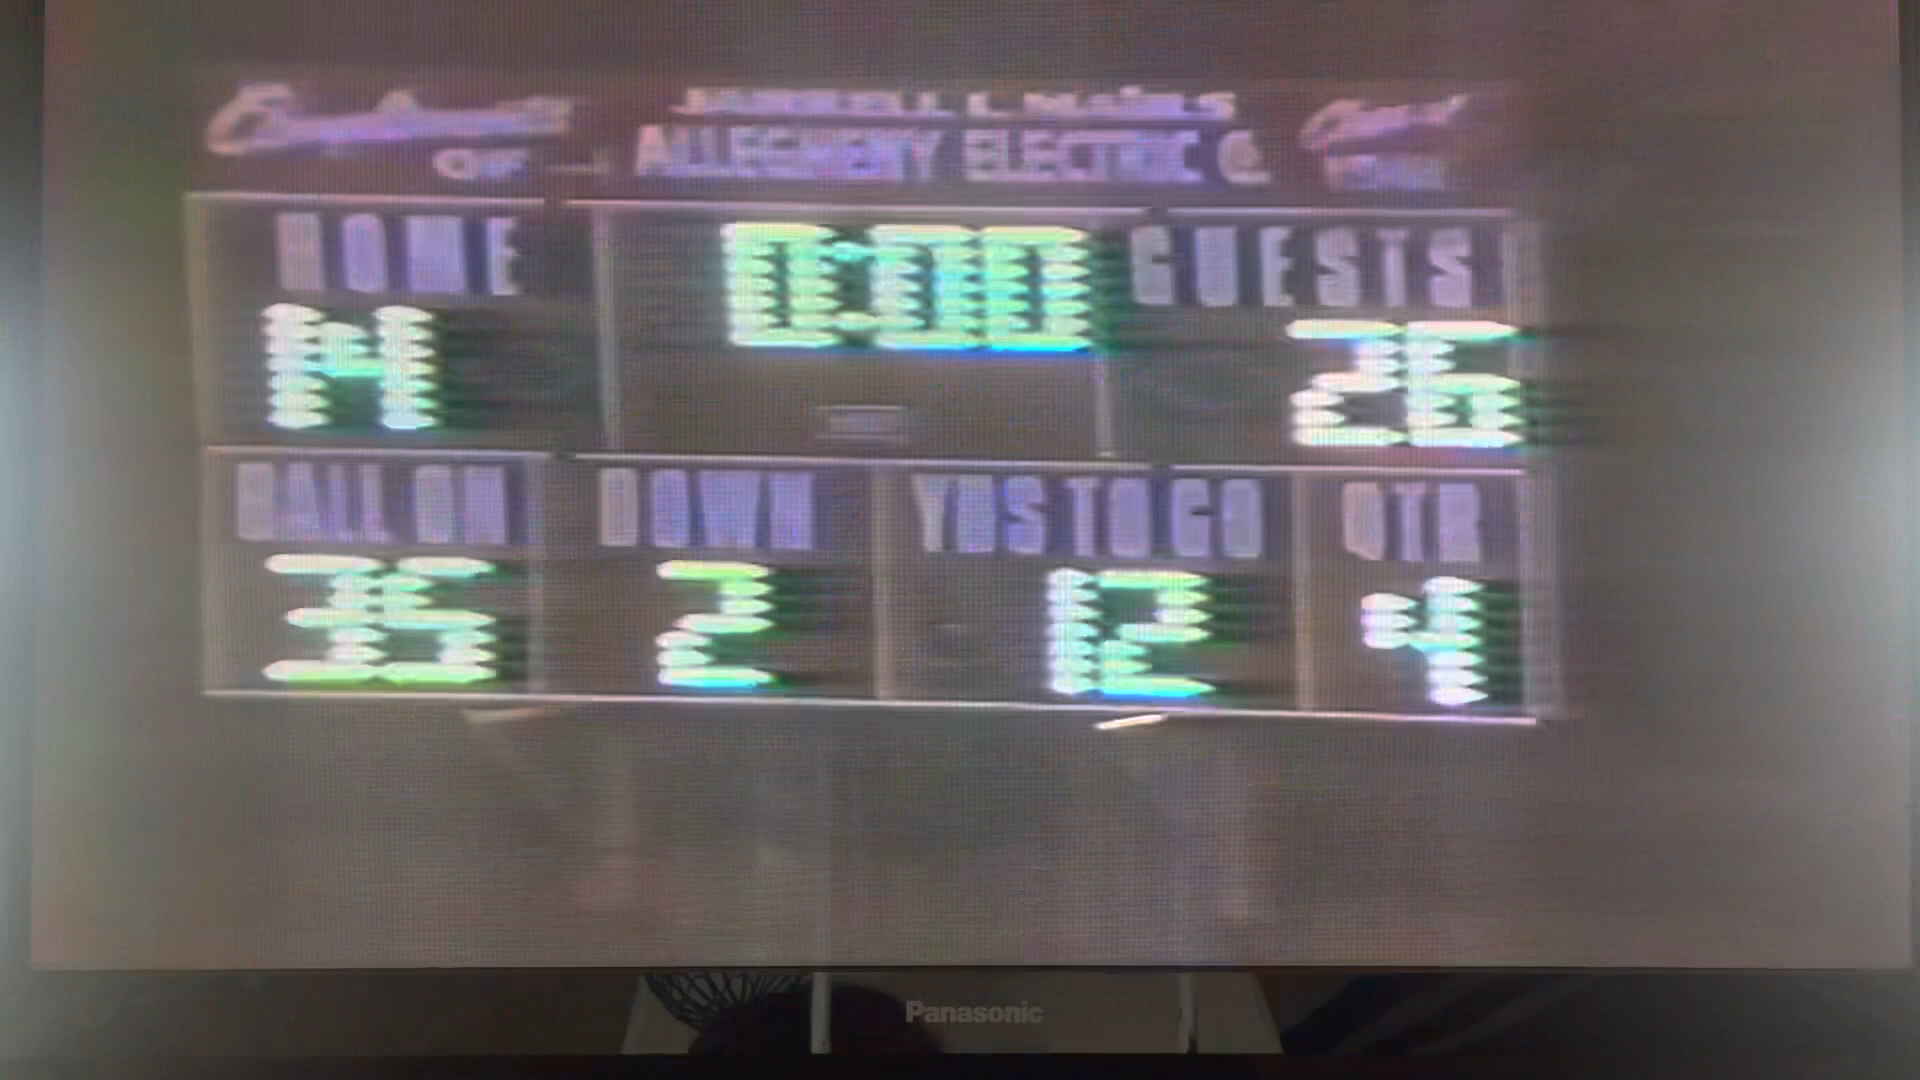 ALLEGHENY ELECTRIC Co.
HOME 0:00 GUESTS
14 26
BALL ON DOWN YDS TO GO QTR
35 2 12 4
Panasonic